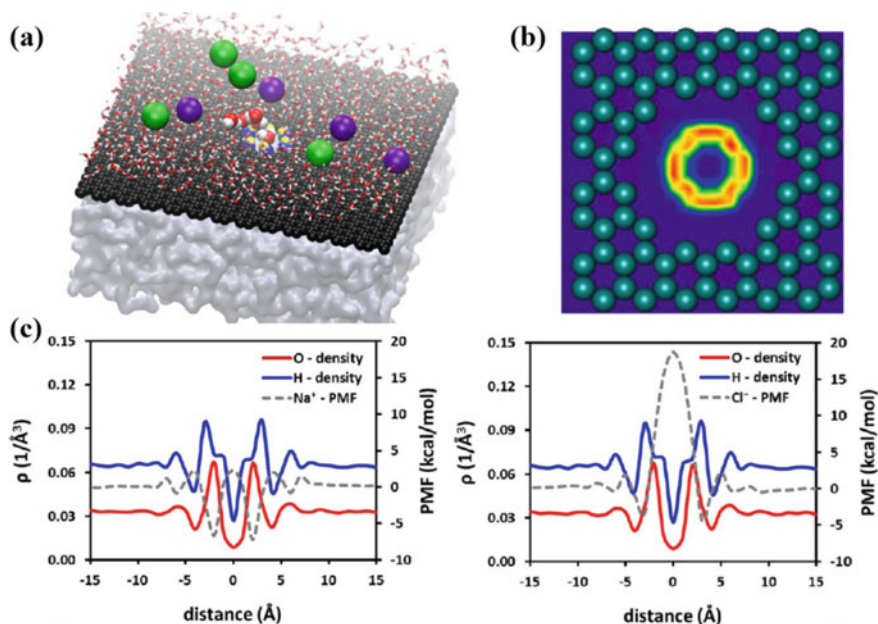 (a)
(b)
(c)
0.15
0.12
0.09
0.06
0.03
0.00
ρ (1/Å³)
O - density
H - density
Na⁺ - PMF
20
15
10
5
0
-5
-10
PMF (kcal/mol)
-15 -10 -5 0 5 10 15
distance (Å)
0.15
0.12
0.09
0.06
0.03
0.00
ρ (1/Å³)
O - density
H - density
Cl⁻ - PMF
20
15
10
5
0
-5
-10
PMF (kcal/mol)
-15 -10 -5 0 5 10 15
distance (Å)